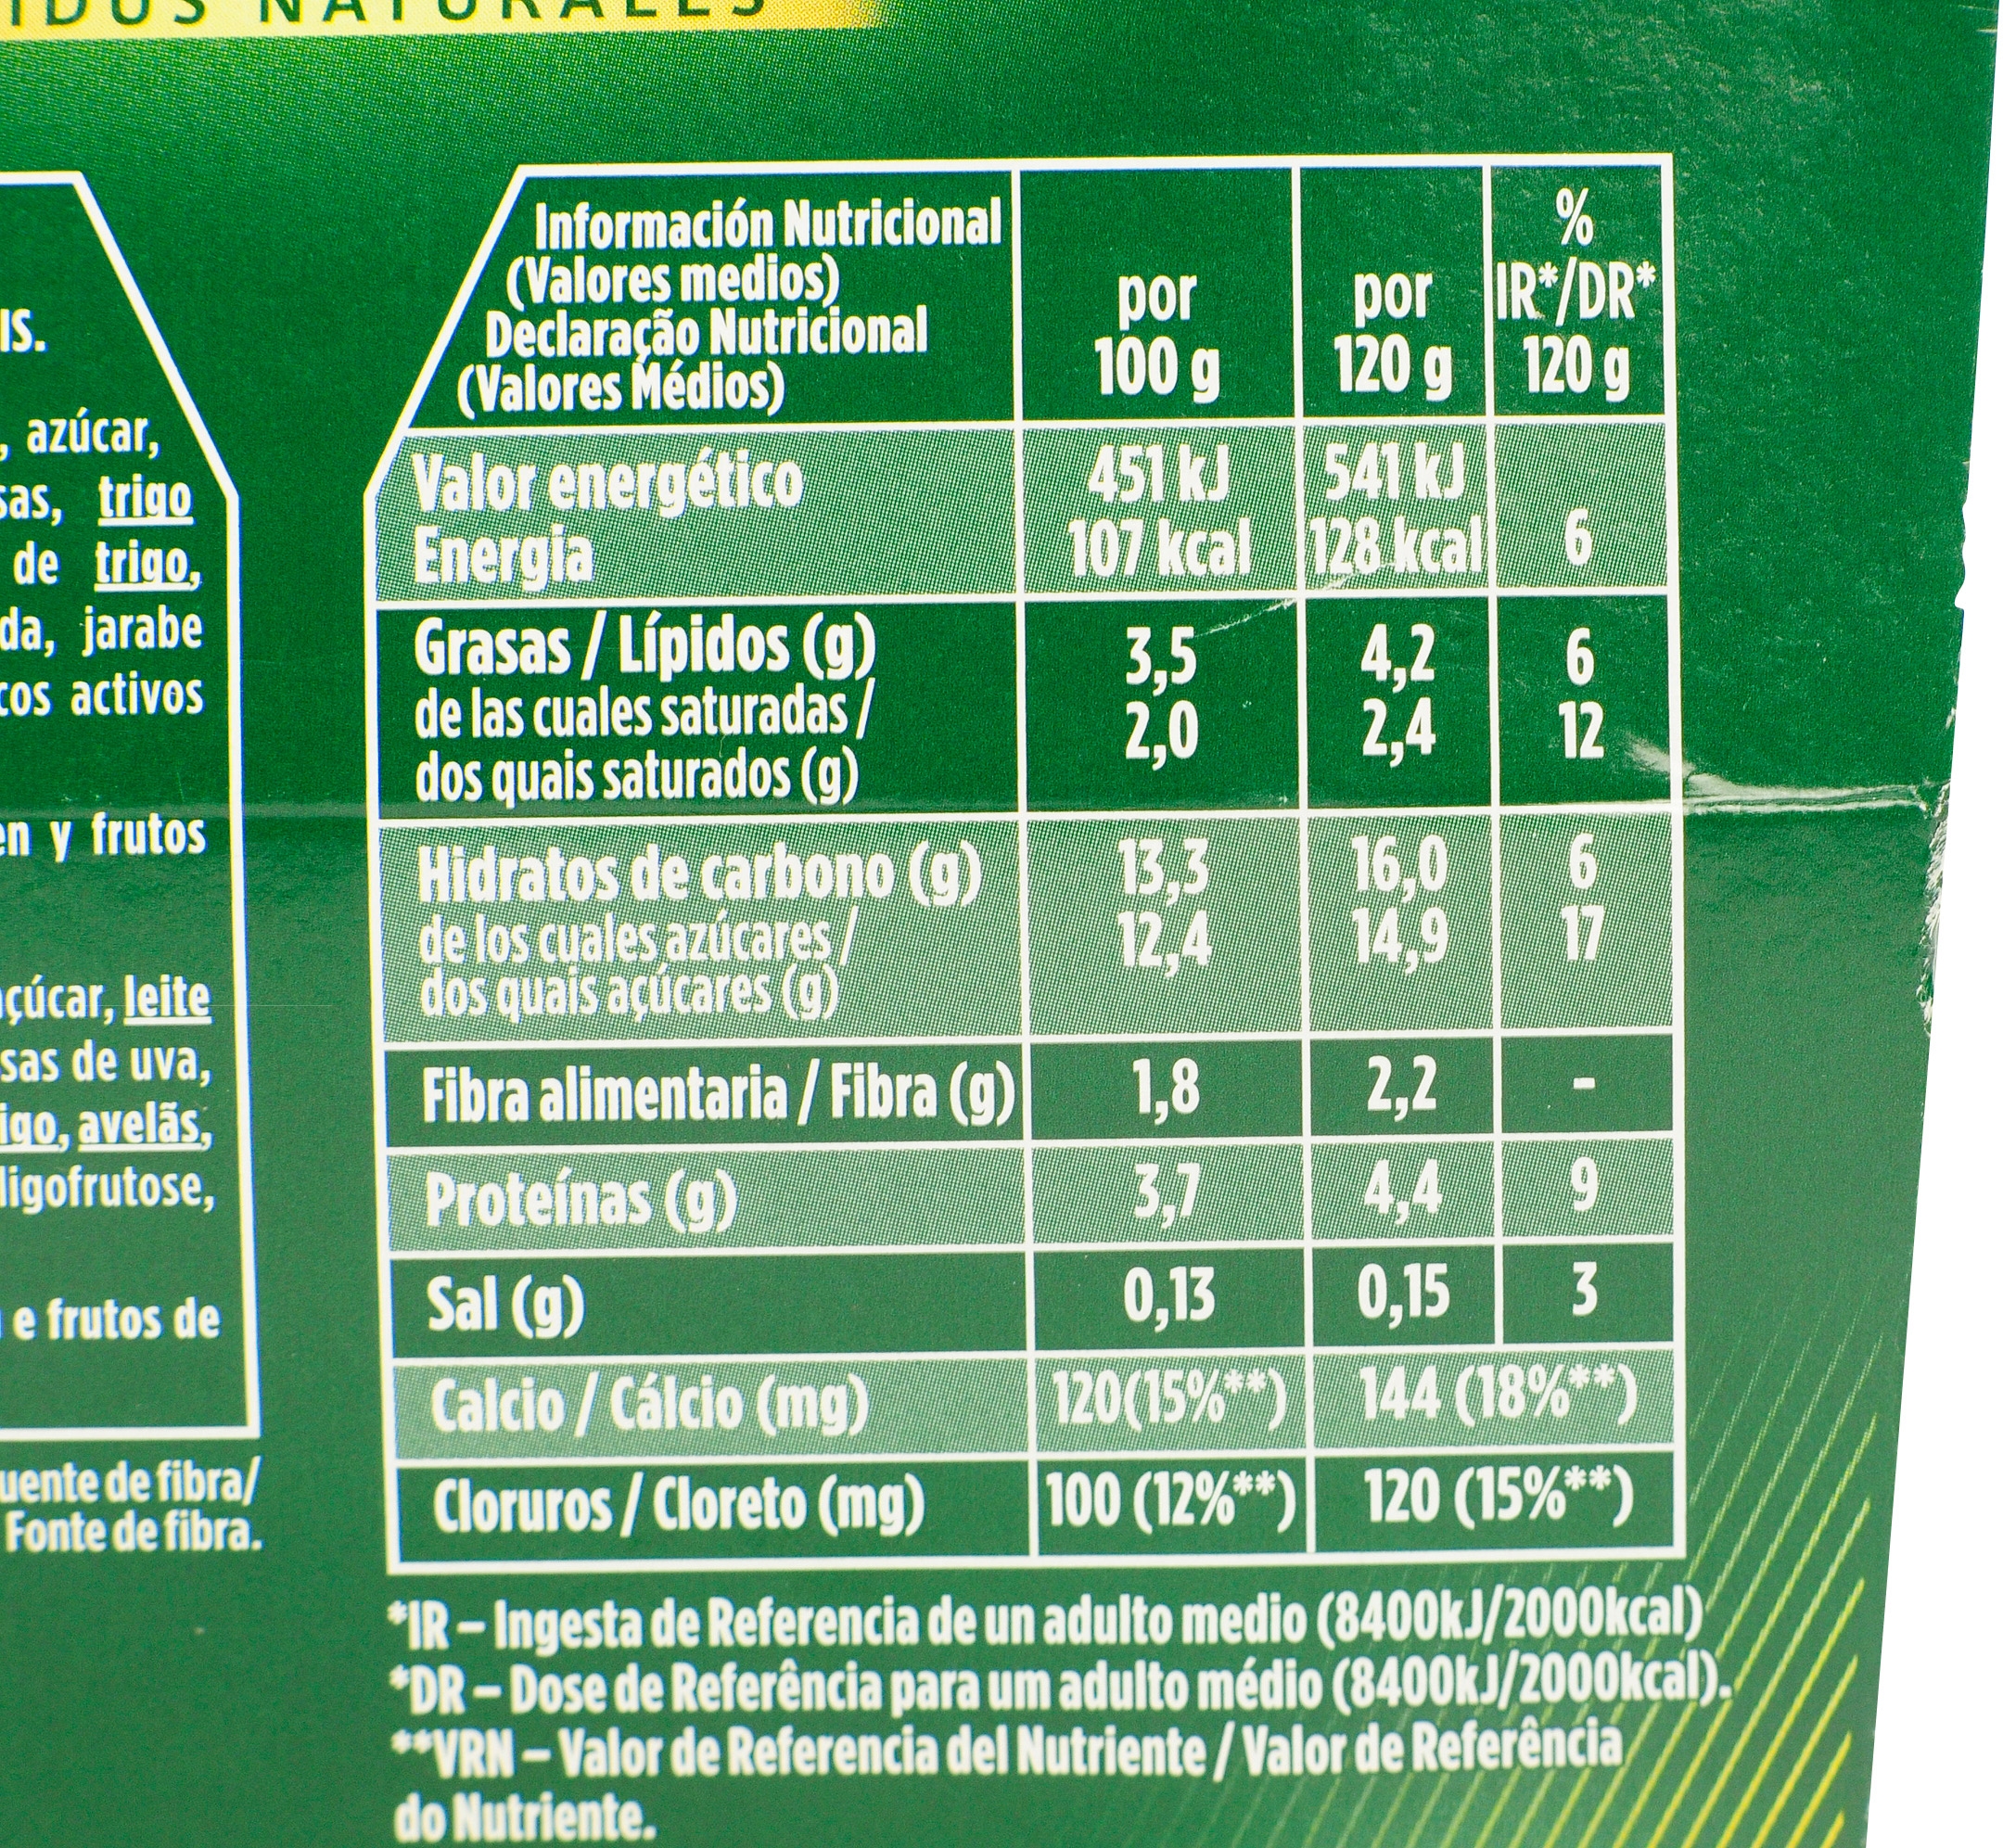 NATURALES
IS.
, azúcar,
trigo
de trigo,
da, jarabe
activos
en y frutos
leite
sas de uva,
igo, avelãs,
ligofrutose,
e frutos de
uente de fibra/
Fonte de fibra.
Información Nutricional
(Valores medios)
Declaração Nutricional
(Valores Médios)
por
100 g
por
120 g
%
IR*/DR*
120 g
Valor energético 451 kJ 541 kJ
Energia 107 kcal 128 kcal 6
Grasas / Lípidos (g) 3,5 4,2 6
de las cuales saturadas / 2,0 2,4 12
dos quais saturados (g)
Hidratos de carbono (g) 13,3 16,0 6
de los cuales azúcares / 12,4 14,9 17
dos quais açúcares (g)
Fibra alimentaria / Fibra (g) 1,8 2,2 -
Proteínas (g) 3,7 4,4 9
Sal (g) 0,13 0,15 3
Calcio / Cálcio (mg) 120(15%**) 144 (18%**)
Cloruros / Cloreto (mg) 100 (12%**) 120 (15%**)
*IR – Ingesta de Referencia de un adulto medio (8400kJ/2000kcal)
*DR – Dose de Referência para um adulto médio (8400kJ/2000kcal).
**VRN – Valor de Referencia del Nutriente / Valor de Referência
do Nutriente.